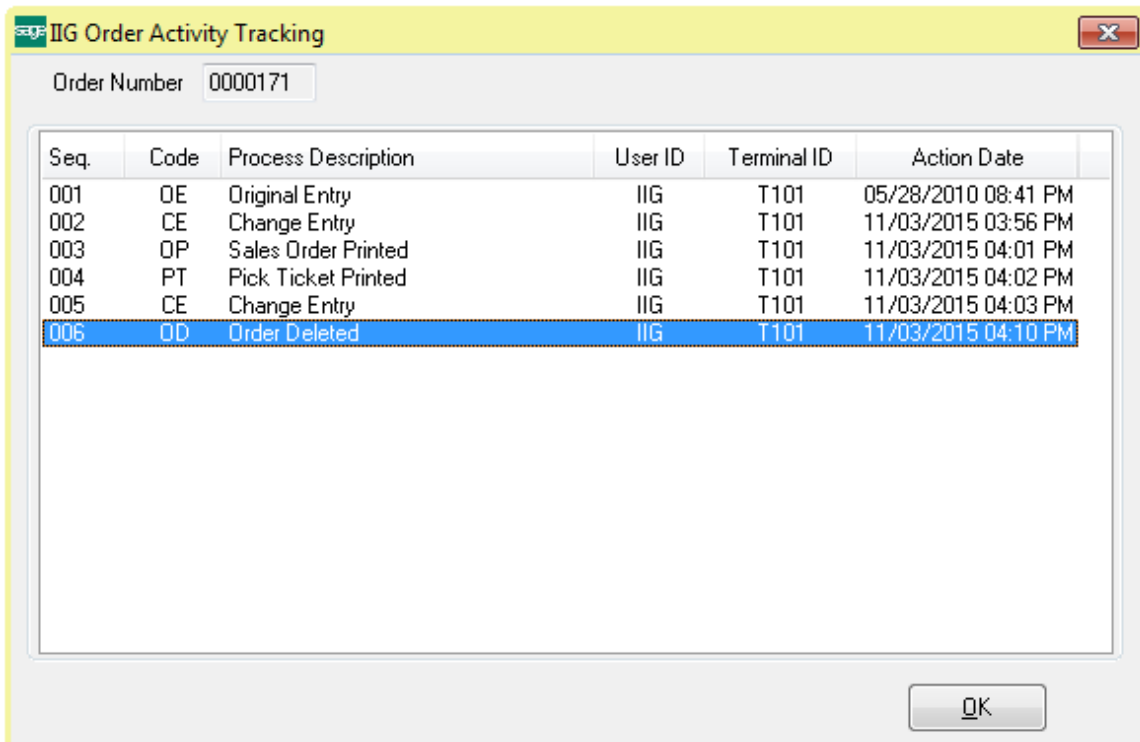 sage IIG Order Activity Tracking
Order Number 0000171
Seq. Code Process Description User ID Terminal ID Action Date
001 OE Original Entry IIG T101 05/28/2010 08:41 PM
002 CE Change Entry IIG T101 11/03/2015 03:56 PM
003 OP Sales Order Printed IIG T101 11/03/2015 04:01 PM
004 PT Pick Ticket Printed IIG T101 11/03/2015 04:02 PM
005 CE Change Entry IIG T101 11/03/2015 04:03 PM
006 OD Order Deleted IIG T101 11/03/2015 04:10 PM
OK